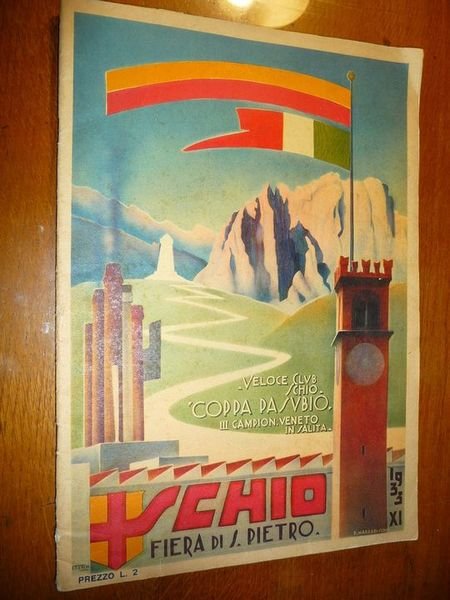 - VELOCE CLVB
SCHIO -
"COPPA PASVBIO"
III CAMPION: VENETO
IN SALITA -
1933
XI
SCHIO
FIERA DI S. PIETRO -
PREZZO L. 2